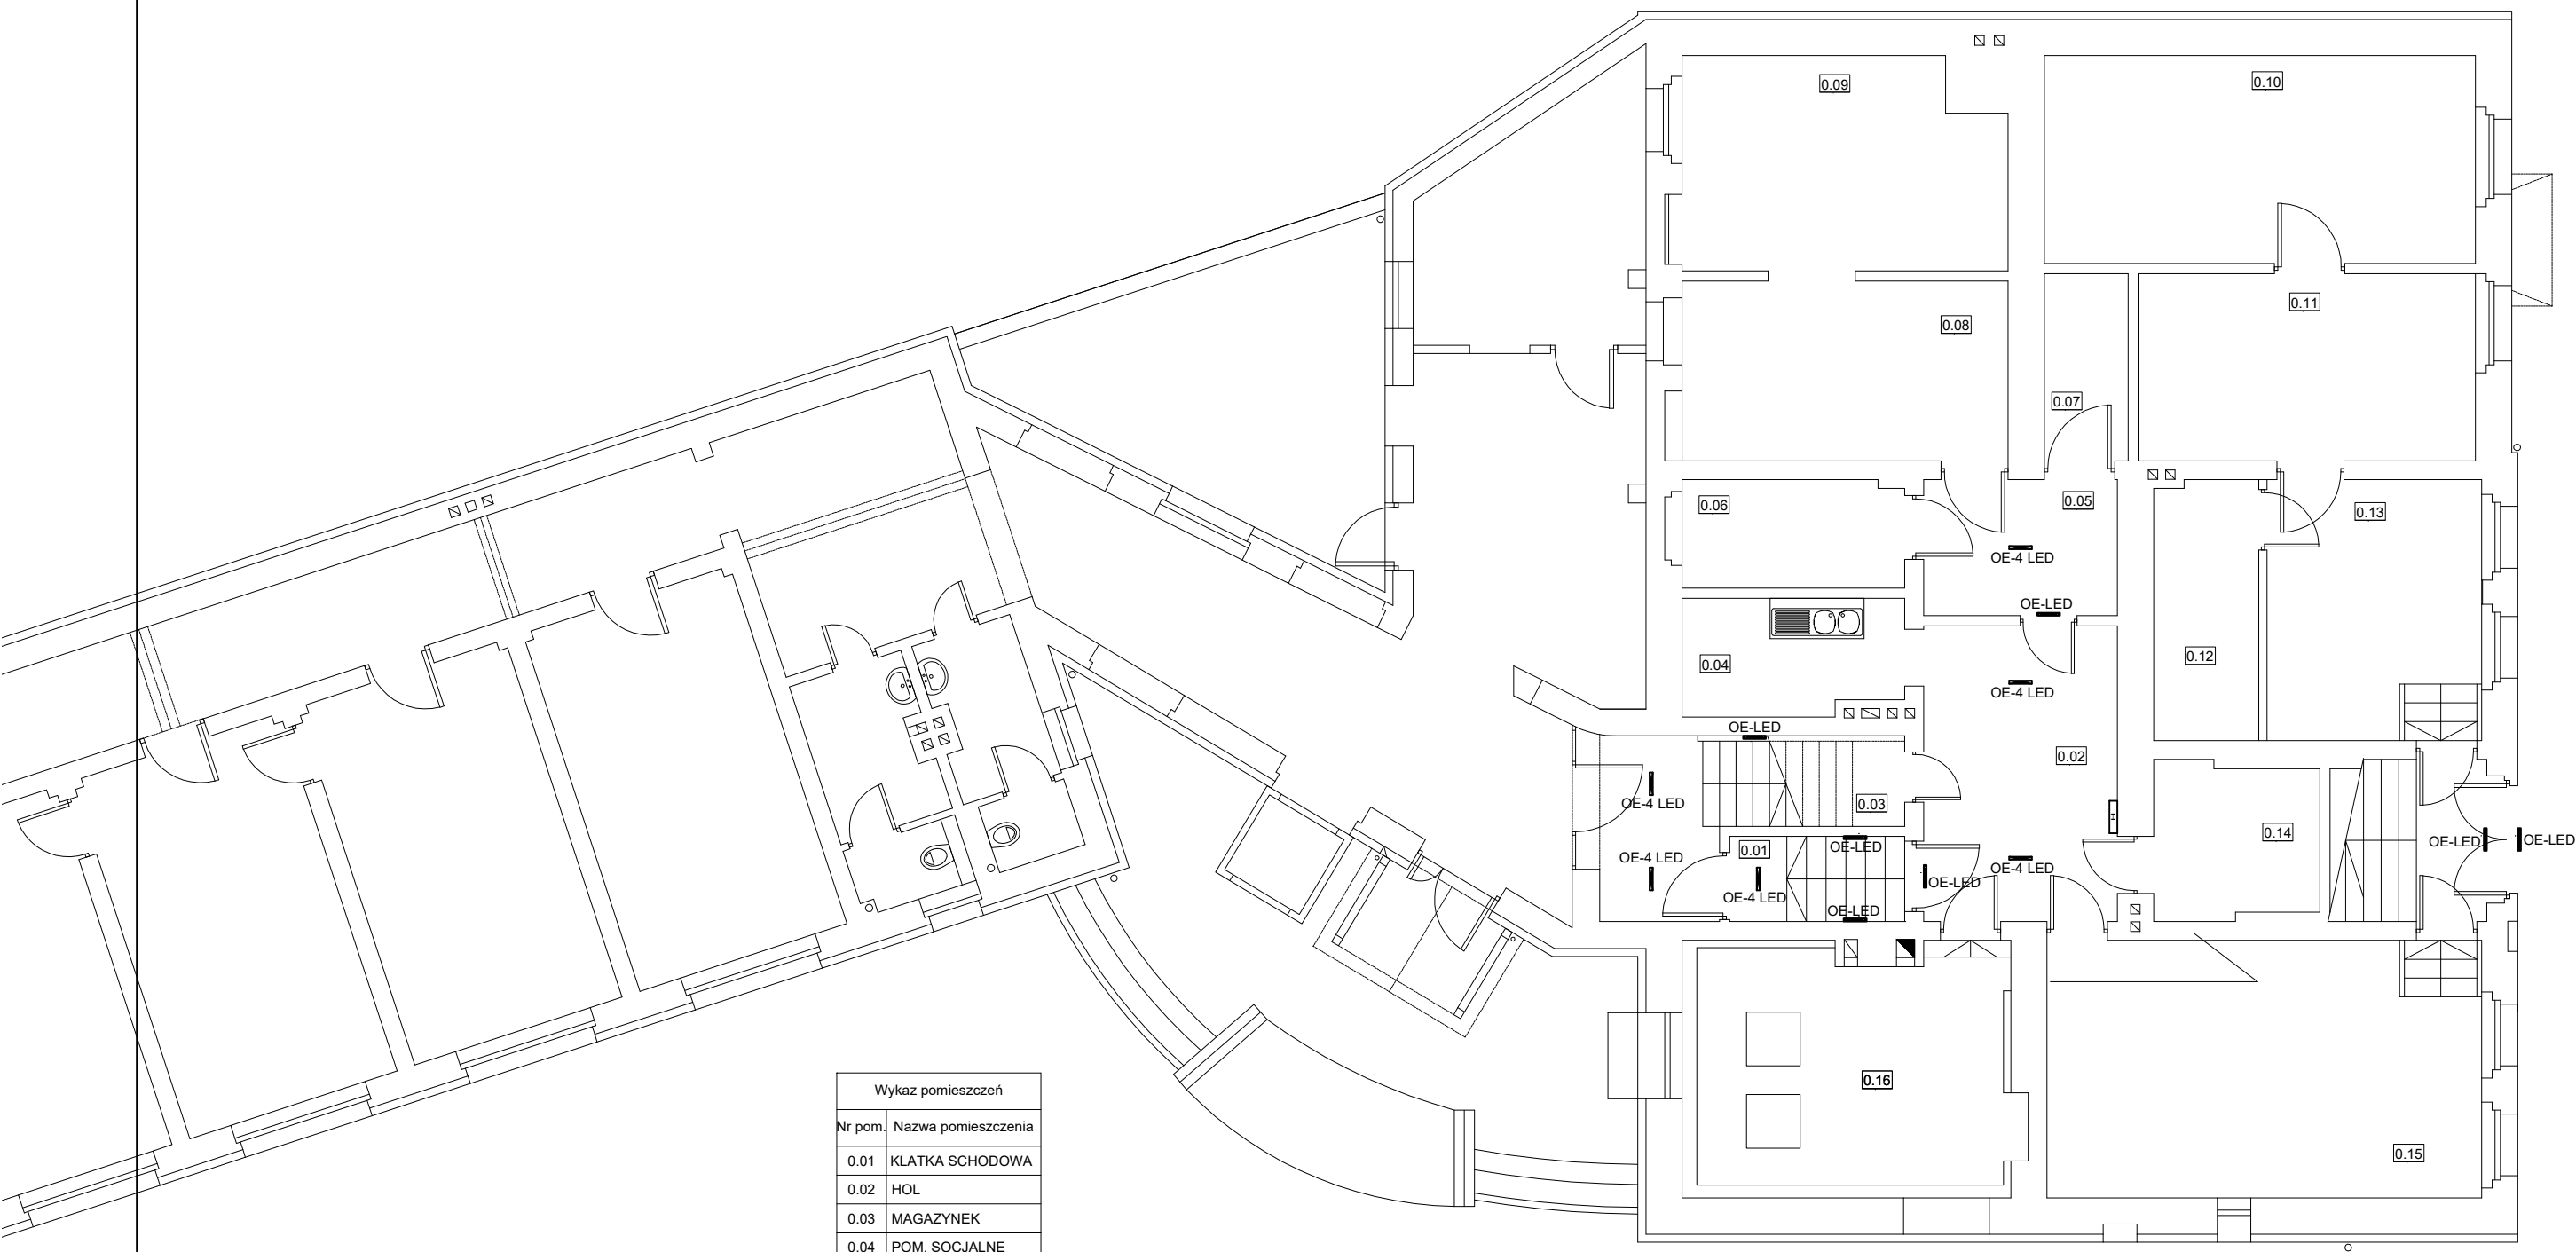 0.09
0.10
0.11
0.08
0.07
0.05
0.06
0.13
OE-4 LED
OE-LED
0.12
0.04
OE-4 LED
OE-LED
0.02
OE-4 LED
0.03
0.14
OE-LED
OE-LED
OE-LED
0.01
OE-4 LED
OE-4 LED
OE-LED
OE-4 LED
OE-LED
0.16
0.15
Wykaz pomieszczeń
Nr pom. Nazwa pomieszczenia
0.01 KLATKA SCHODOWA
0.02 HOL
0.03 MAGAZYNEK
0.04 POM. SOCJALNE